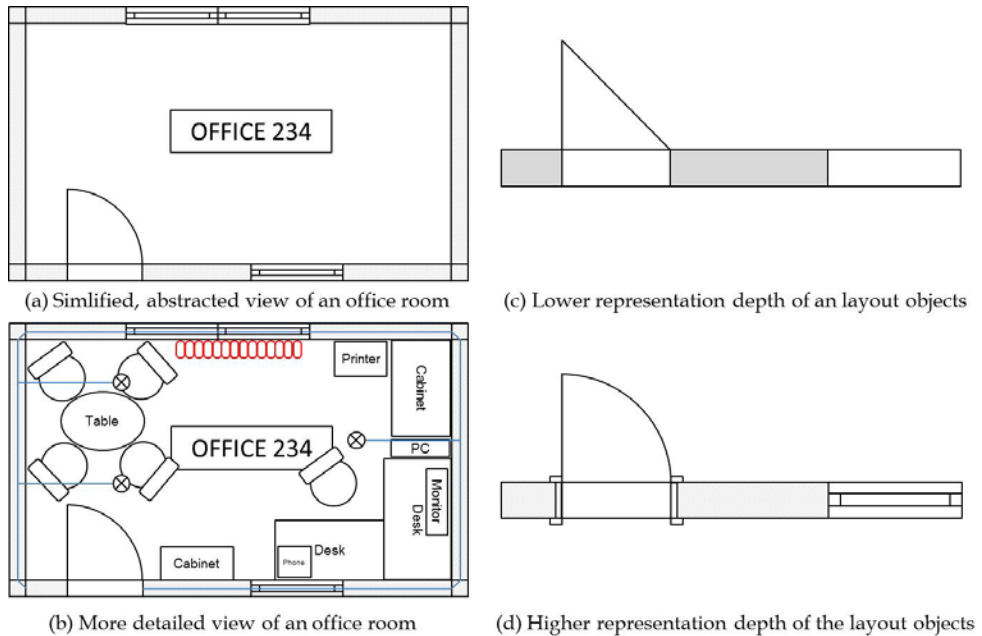 OFFICE 234
(a) Simlified, abstracted view of an office room
(c) Lower representation depth of an layout objects
Printer
Cabinet
Table
OFFICE 234
PC
Monitor
Desk
Desk
Phone
Cabinet
(b) More detailed view of an office room
(d) Higher representation depth of the layout objects